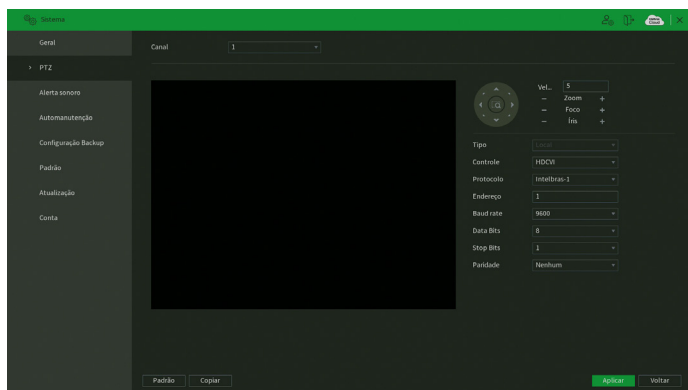 Sistema
Geral
PTZ
Alerta sonoro
Automanutenção
Configuração Backup
Padrão
Atualização
Conta
Canal 1
Vel... 5
− Zoom +
− Foco +
− Íris +
Tipo Local
Controle HDCVI
Protocolo Intelbras-1
Endereço 1
Baud rate 9600
Data Bits 8
Stop Bits 1
Paridade Nenhum
Padrão Copiar Aplicar Voltar